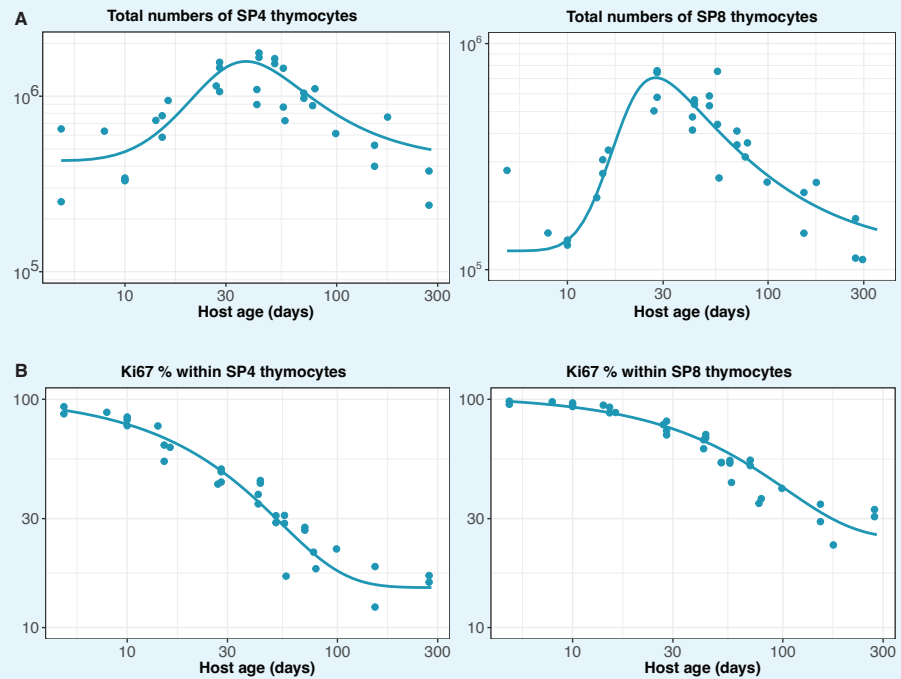 A
Total numbers of SP4 thymocytes
10^6
10^5
10 30 100 300
Host age (days)
Total numbers of SP8 thymocytes
10^6
10^5
10 30 100 300
Host age (days)
B
Ki67 % within SP4 thymocytes
100
30
10
10 30 100 300
Host age (days)
Ki67 % within SP8 thymocytes
100
30
10
10 30 100 300
Host age (days)